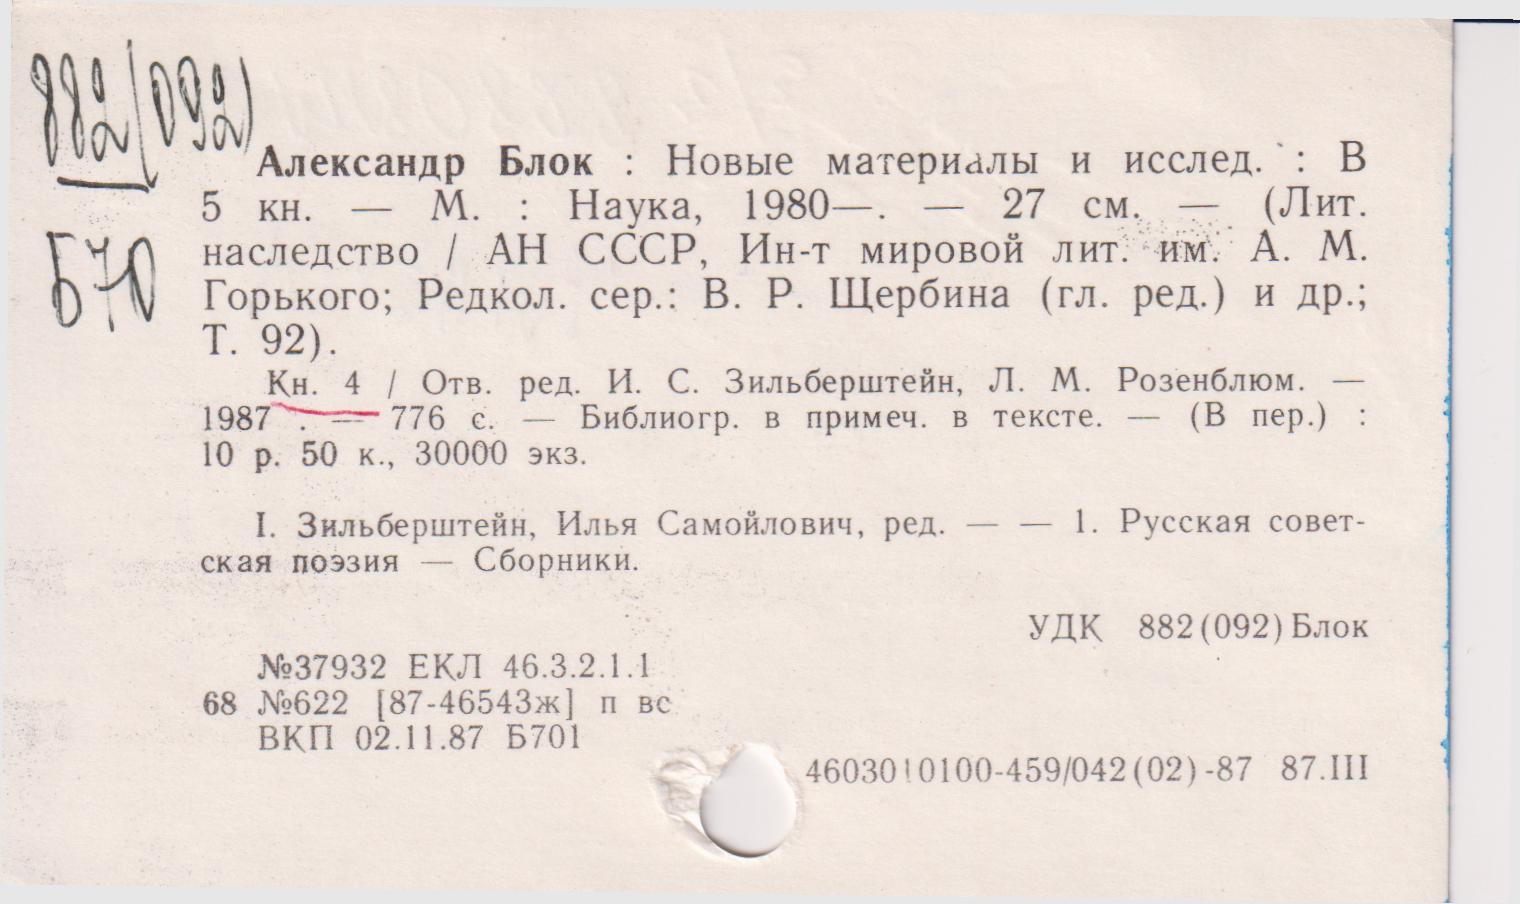 882(092)
Б70
Александр Блок : Новые материалы и исслед. : В
5 кн. — М. : Наука, 1980—. — 27 см. — (Лит.
наследство / АН СССР, Ин-т мировой лит. им. А. М.
Горького; Редкол. сер.: В. Р. Щербина (гл. ред.) и др.;
Т. 92).
Кн. 4 / Отв. ред. И. С. Зильберштейн, Л. М. Розенблюм. —
1987 . — 776 с. — Библиогр. в примеч. в тексте. — (В пер.) :
10 р. 50 к., 30000 экз.
I. Зильберштейн, Илья Самойлович, ред. — — 1. Русская совет-
ская поэзия — Сборники.
УДК 882(092)Блок
№37932 ЕКЛ 46.3.2.1.1
68 №622 [87-46543ж] п вс
ВКП 02.11.87 Б701
4603010100-459/042(02)-87 87.III